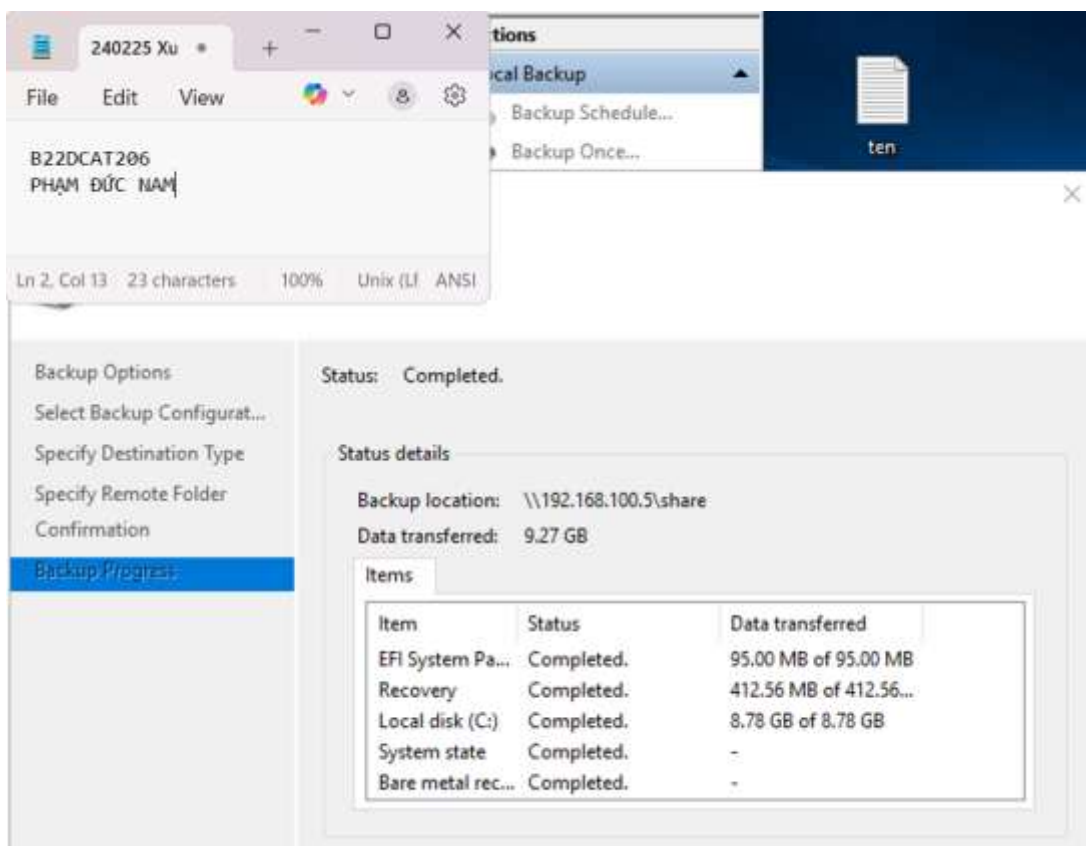 240225 Xu
File Edit View
B22DCAT206
PHẠM ĐỨC NAM
Ln 2, Col 13 23 characters 100% Unix (LF ANSI
tions
ocal Backup
Backup Schedule...
Backup Once...
ten
Backup Options
Select Backup Configurat...
Specify Destination Type
Specify Remote Folder
Confirmation
Backup Progress
Status: Completed.
Status details
Backup location: \\192.168.100.5\share
Data transferred: 9.27 GB
Items
Item Status Data transferred
EFI System Pa... Completed. 95.00 MB of 95.00 MB
Recovery Completed. 412.56 MB of 412.56...
Local disk (C:) Completed. 8.78 GB of 8.78 GB
System state Completed. -
Bare metal rec... Completed. -